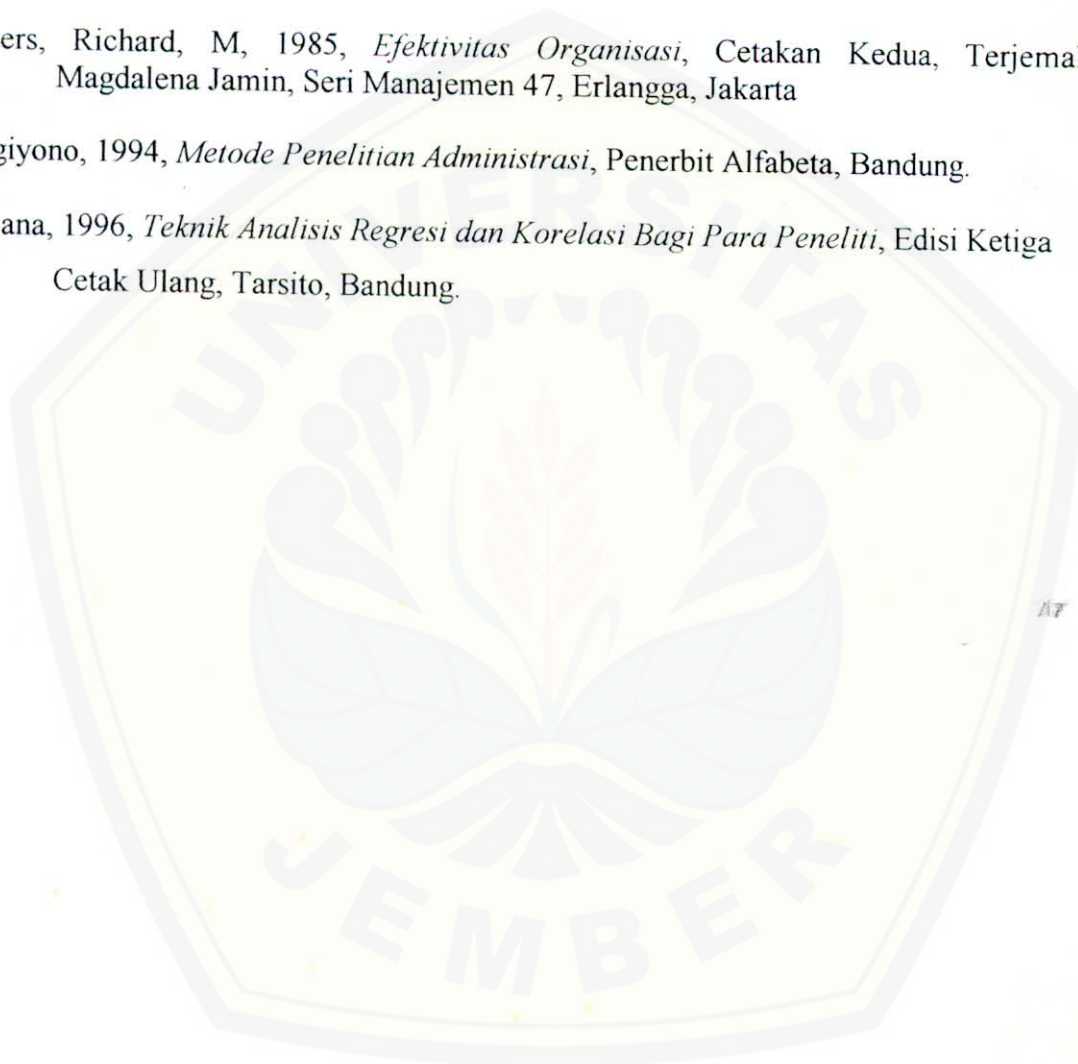 ers, Richard, M, 1985, Efektivitas Organisasi, Cetakan Kedua, Terjema
Magdalena Jamin, Seri Manajemen 47, Erlangga, Jakarta
giyono, 1994, Metode Penelitian Administrasi, Penerbit Alfabeta, Bandung.
ana, 1996, Teknik Analisis Regresi dan Korelasi Bagi Para Peneliti, Edisi Ketiga
Cetak Ulang, Tarsito, Bandung.
UNIVERSITAS
JEMBER